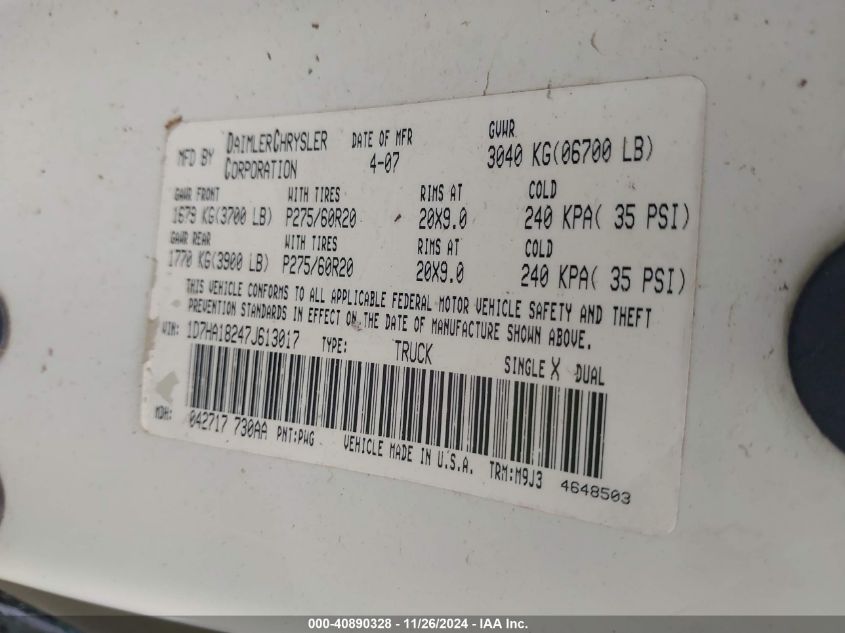 MFD BY DAIMLERCHRYSLER CORPORATION DATE OF MFR 4-07 GVWR 3040 KG(06700 LB)
GAWR FRONT WITH TIRES RIMS AT COLD
1679 KG(3700 LB) P275/60R20 20X9.0 240 KPA( 35 PSI)
GAWR REAR WITH TIRES RIMS AT COLD
1770 KG(3900 LB) P275/60R20 20X9.0 240 KPA( 35 PSI)
THIS VEHICLE CONFORMS TO ALL APPLICABLE FEDERAL MOTOR VEHICLE SAFETY AND THEFT
PREVENTION STANDARDS IN EFFECT ON THE DATE OF MANUFACTURE SHOWN ABOVE.
VIN: 1D7HA18247J613017 TYPE: TRUCK SINGLE X DUAL
MDH: 042717 730AA PNT:PWG VEHICLE MADE IN U.S.A. TRM:M9J3 4648503
000-40890328 - 11/26/2024 - IAA Inc.